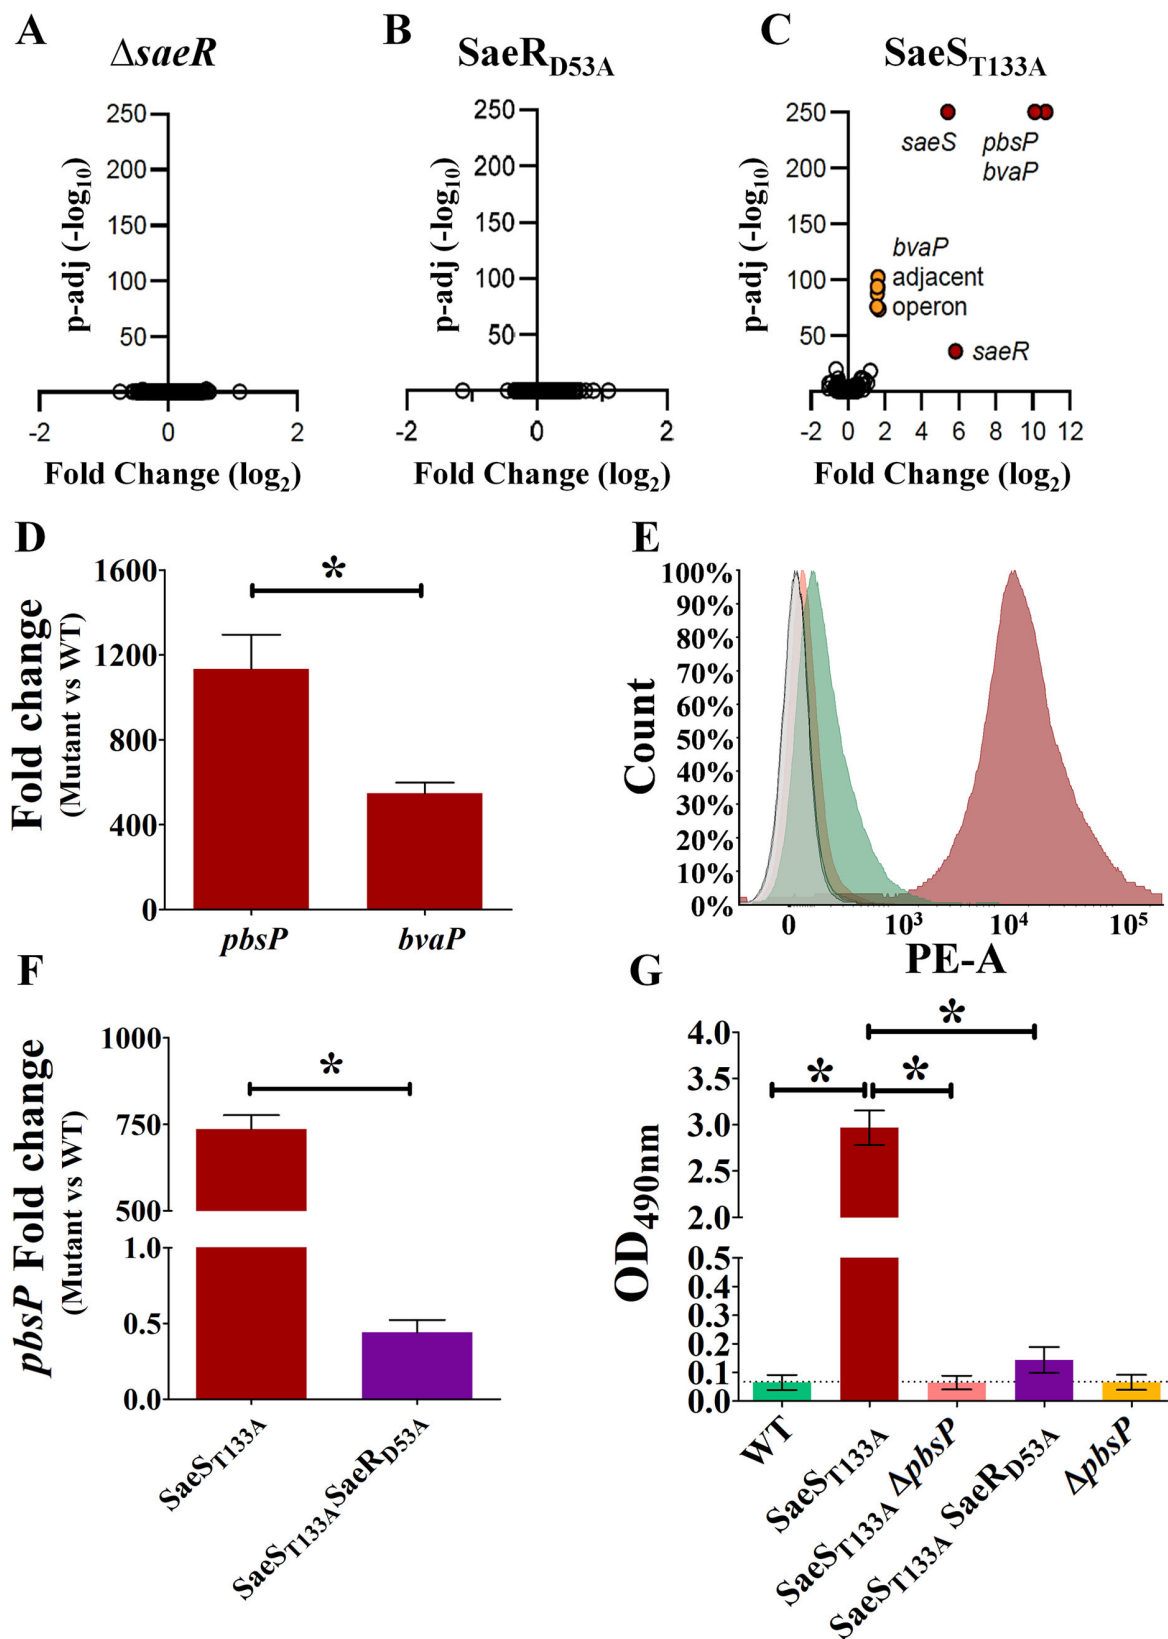 A
ΔsaeR
250
200
150
100
50
-2
0
2
p-adj (-log10)
Fold Change (log2)
B
SaeRD53A
250
200
150
100
50
-2
0
2
p-adj (-log10)
Fold Change (log2)
C
SaeST133A
250
200
150
100
50
-2 0 2 4 6 8 10 12
p-adj (-log10)
Fold Change (log2)
saeS
pbsP
bvaP
bvaP
adjacent
operon
saeR
D
Fold change
(Mutant vs WT)
1600
1200
800
400
0
*
pbsP
bvaP
E
Count
100%
90%
80%
70%
60%
50%
40%
30%
20%
10%
0%
0
10³
10⁴
10⁵
PE-A
F
pbsP Fold change
(Mutant vs WT)
1000
750
500
1.0
0.5
0.0
*
SaeST133A
SaeST133ASaeRD53A
G
OD490nm
4.0
3.5
3.0
2.5
2.0
0.5
0.4
0.3
0.2
0.1
0.0
*
*
*
WT
SaeST133A
SaeST133A ΔpbsP
SaeST133A SaeRD53A
ΔpbsP